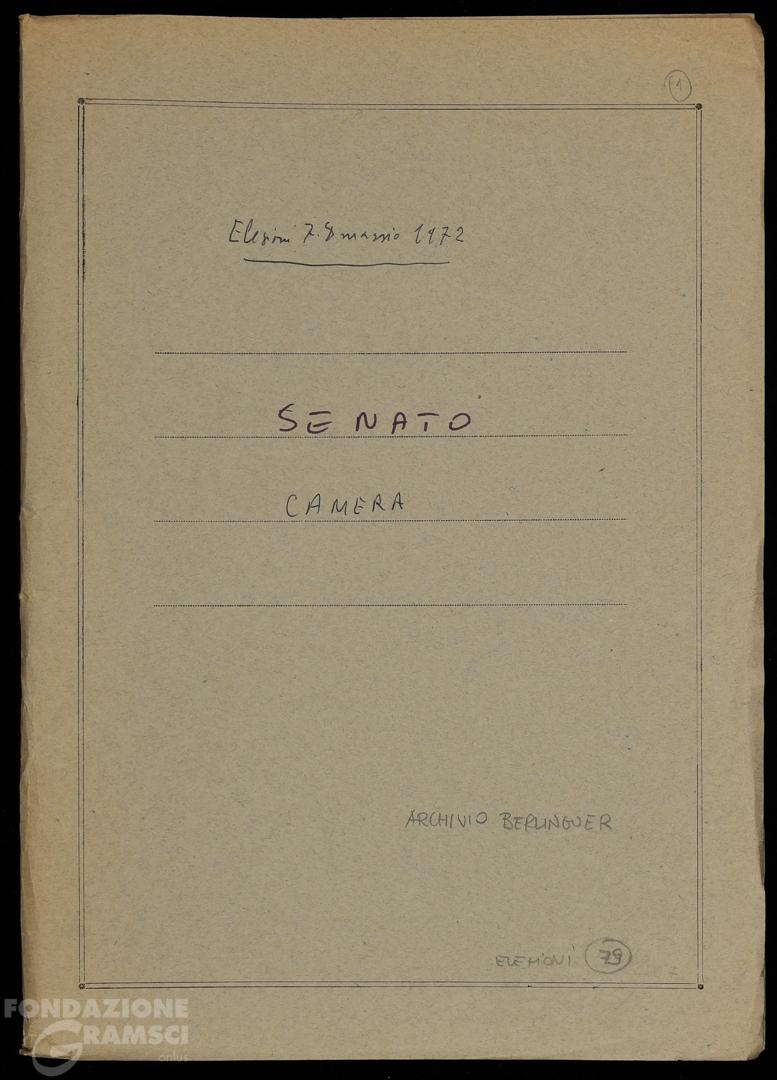 1
Elezioni 7.8 maggio 1972
SENATO
CAMERA
ARCHIVIO BERLINGUER
ELEZIONI 79
FONDAZIONE
GRAMSCI
onlus